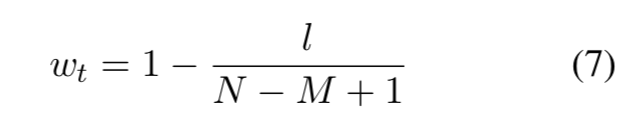 w_t = 1 - \frac{l}{N - M + 1} (7)